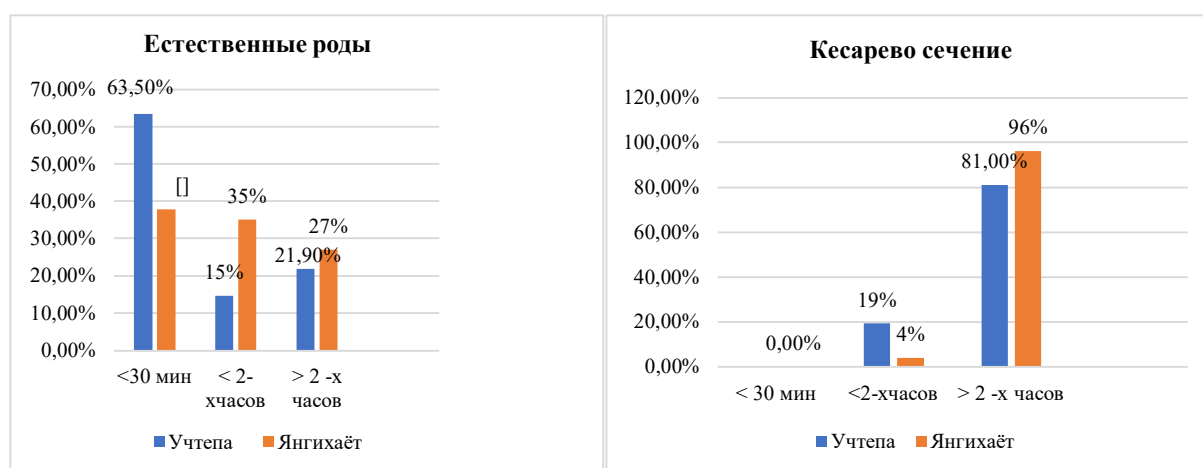 Естественные роды
70,00%
60,00%
50,00%
40,00%
30,00%
20,00%
10,00%
0,00%
63,50%
[]
15%
35%
21,90%
27%
<30 мин
< 2-
хчасов
> 2 -х
часов
Учтепа
Янгихаёт
Кесарево сечение
120,00%
100,00%
80,00%
60,00%
40,00%
20,00%
0,00%
0,00%
19%
4%
81,00%
96%
< 30 мин
<2-хчасов
> 2 -х часов
Учтепа
Янгихаёт